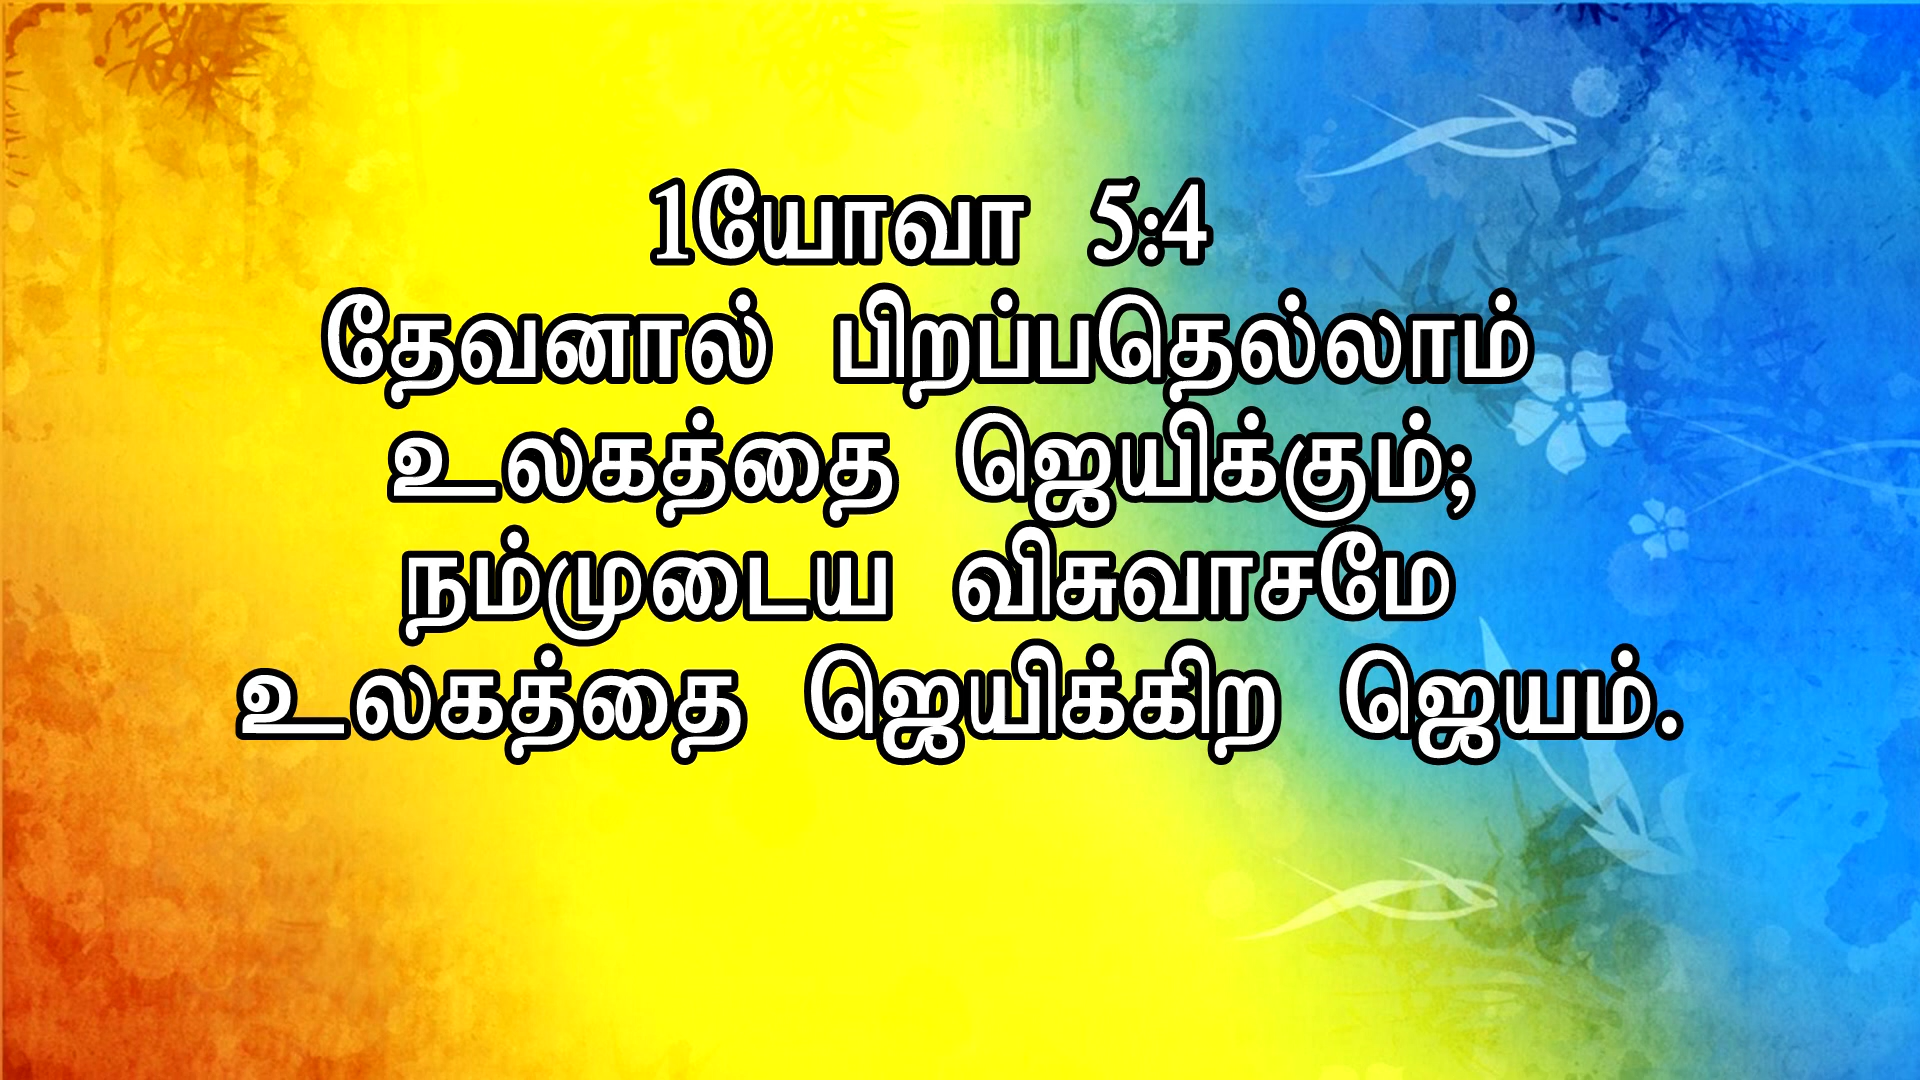 1யோவா 5:4
தேவனால் பிறப்பதெல்லாம்
உலகத்தை ஜெயிக்கும்;
நம்முடைய விசுவாசமே
உலகத்தை ஜெயிக்கிற ஜெயம்.